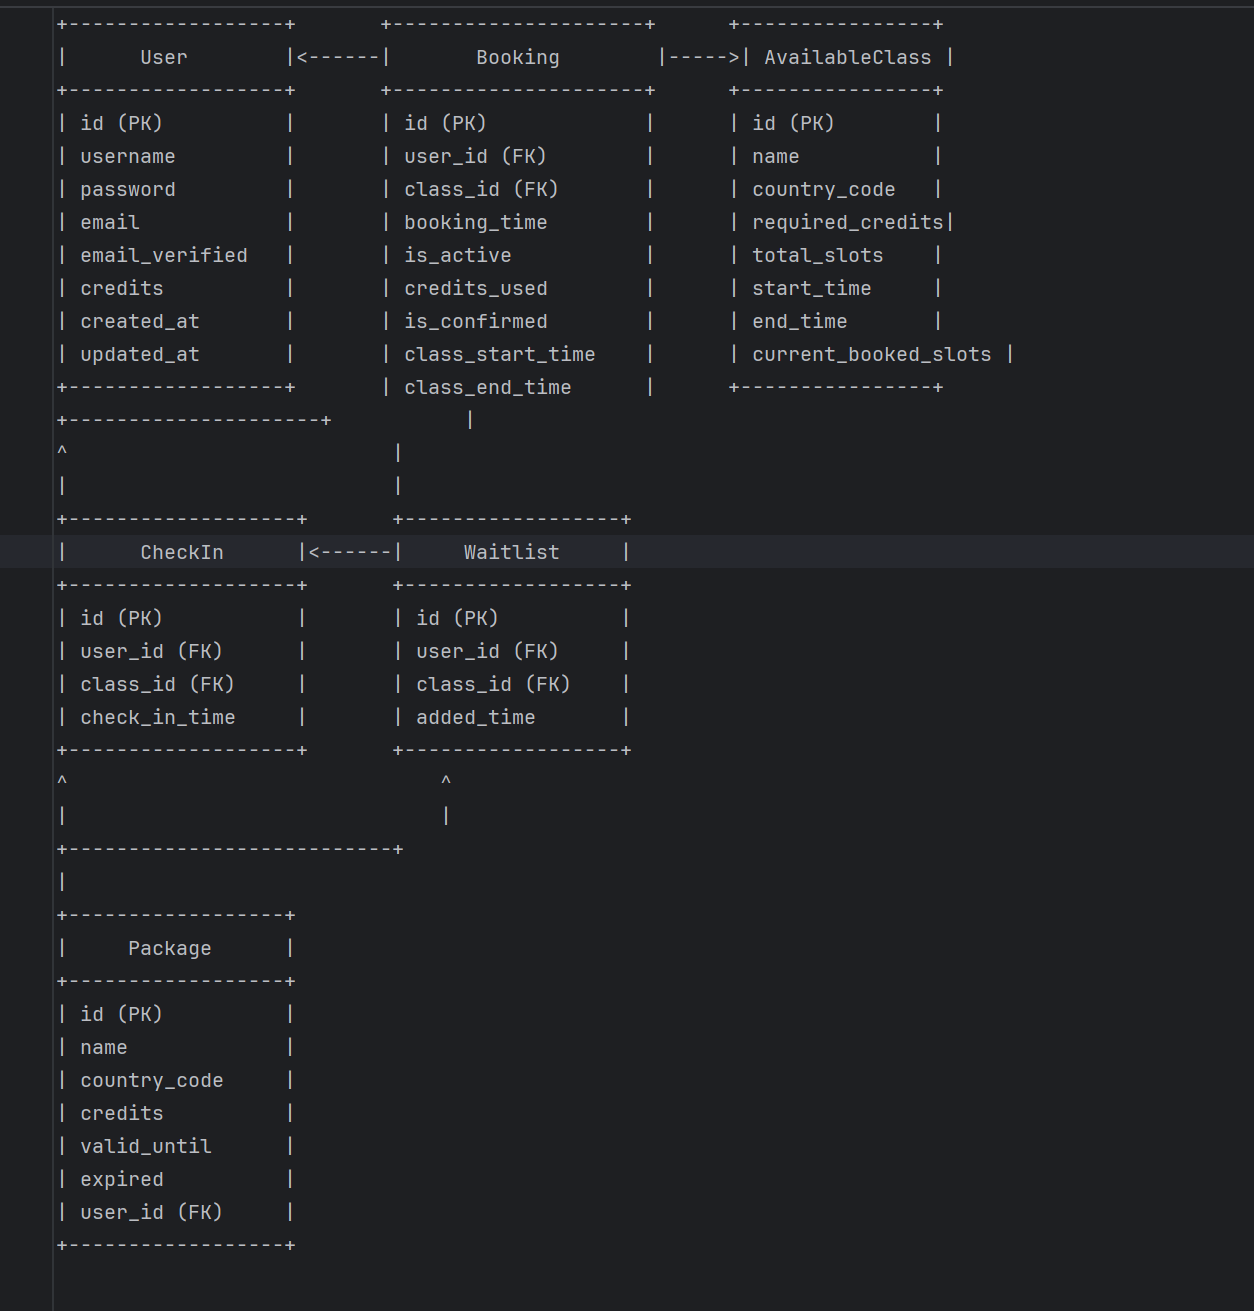 +------------------+       +---------------------+      +----------------+
|      User        |<------|       Booking        |----->| AvailableClass |
+------------------+       +---------------------+      +----------------+
| id (PK)          |       | id (PK)             |      | id (PK)        |
| username         |       | user_id (FK)        |      | name           |
| password         |       | class_id (FK)       |      | country_code   |
| email            |       | booking_time        |      | required_credits|
| email_verified   |       | is_active           |      | total_slots    |
| credits          |       | credits_used        |      | start_time     |
| created_at       |       | is_confirmed        |      | end_time       |
| updated_at       |       | class_start_time    |      | current_booked_slots |
+------------------+       | class_end_time      |      +----------------+
+---------------------+           |
^                           |
|                           |
+-------------------+       +------------------+
|      CheckIn      |<------|     Waitlist     |
+-------------------+       +------------------+
| id (PK)           |       | id (PK)          |
| user_id (FK)      |       | user_id (FK)     |
| class_id (FK)     |       | class_id (FK)    |
| check_in_time     |       | added_time       |
+-------------------+       +------------------+
^                               ^
|                               |
+---------------------------+
|
+------------------+
|     Package      |
+------------------+
| id (PK)          |
| name             |
| country_code     |
| credits          |
| valid_until      |
| expired          |
| user_id (FK)     |
+------------------+